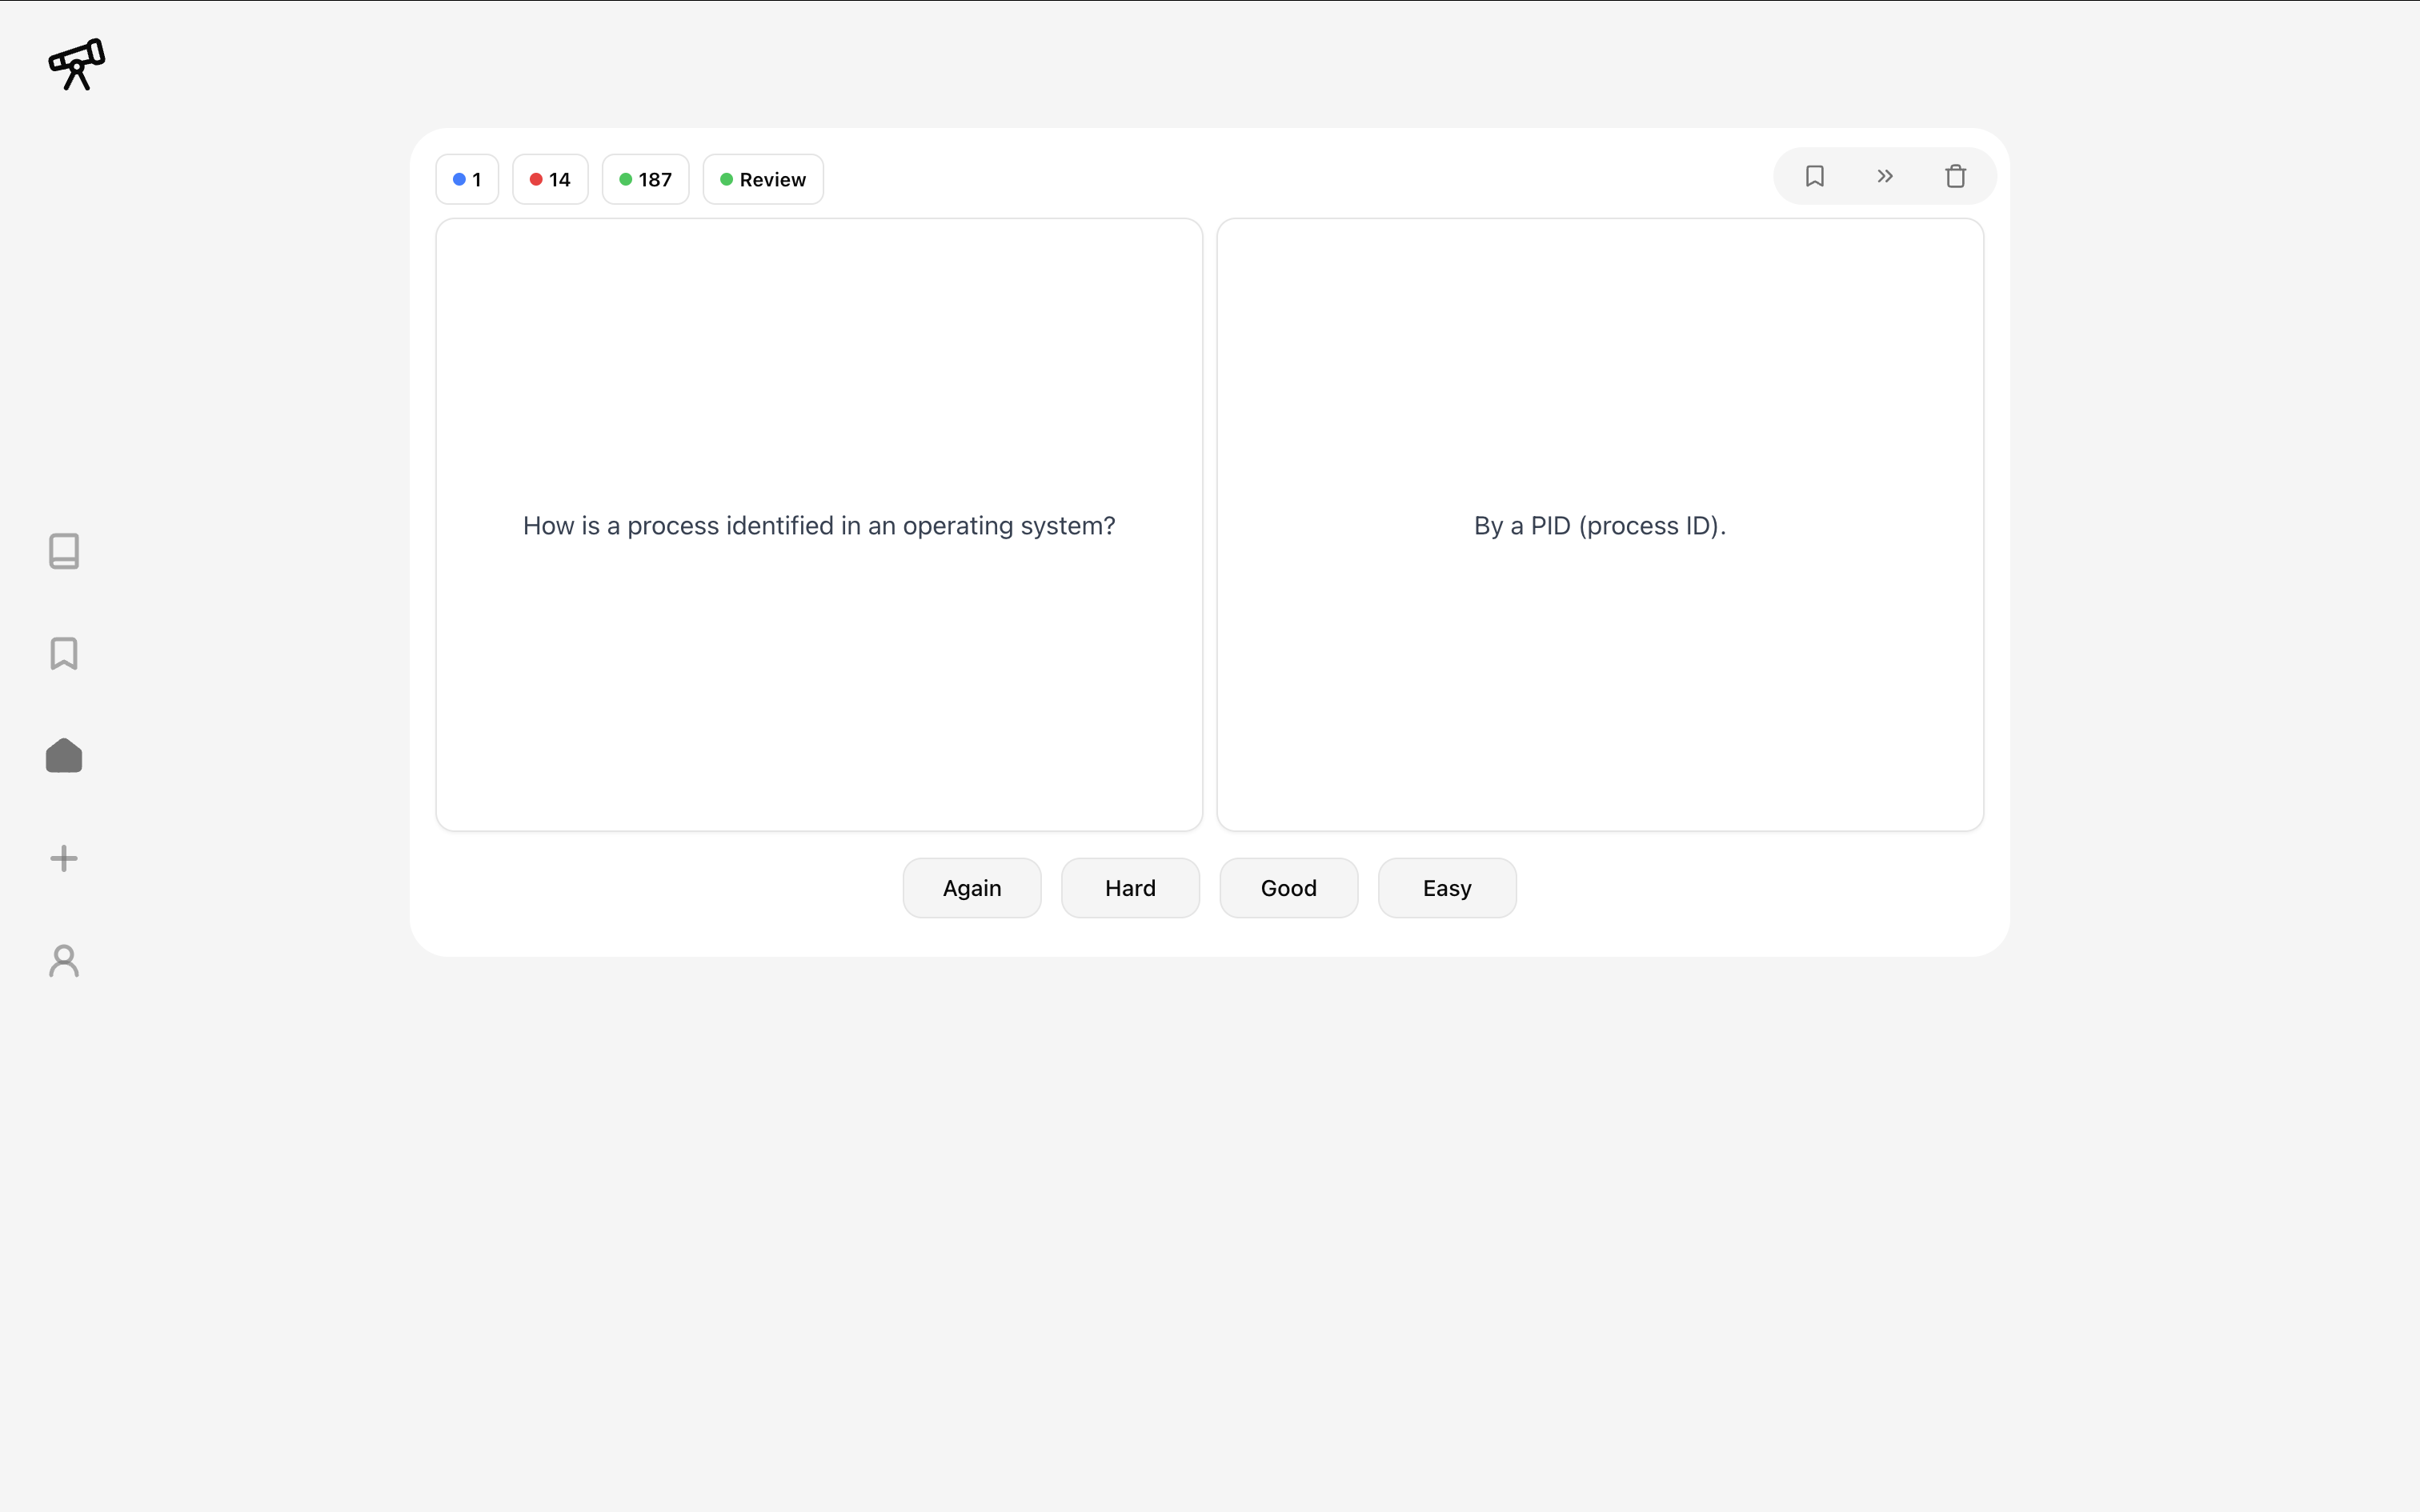 1
14
187
Review
How is a process identified in an operating system?
By a PID (process ID).
Again
Hard
Good
Easy